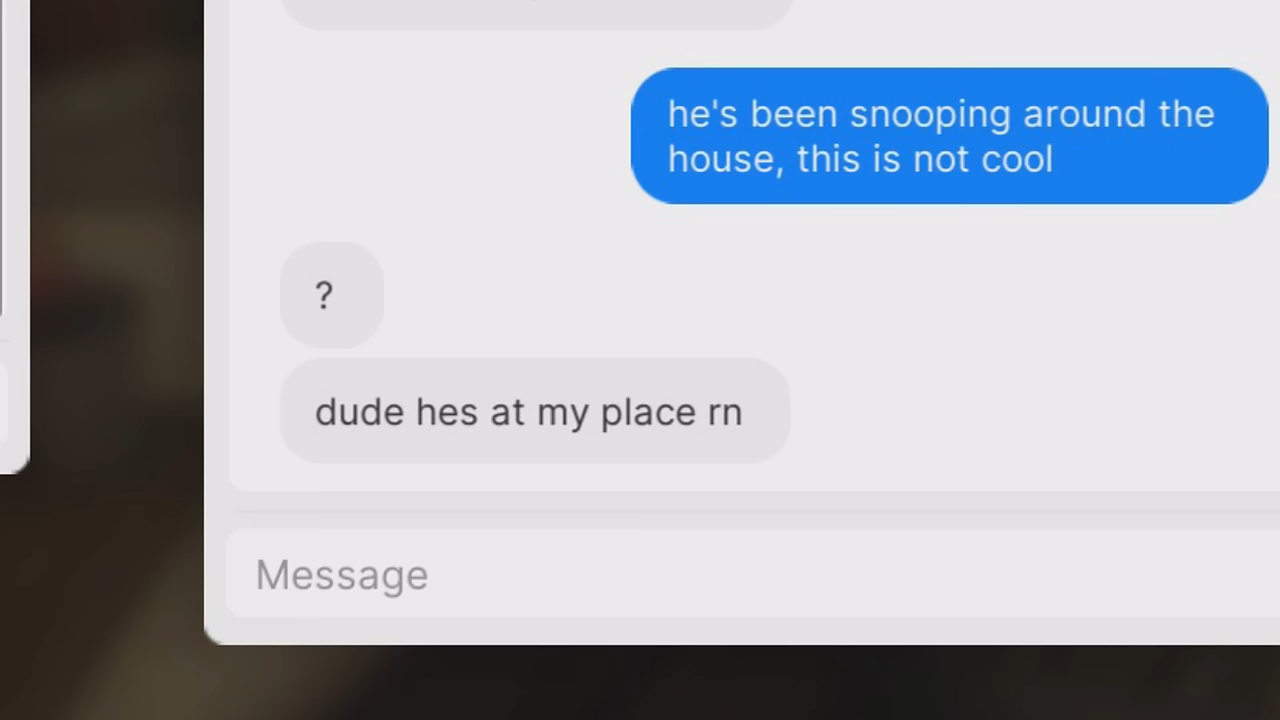 he's been snooping around the
house, this is not cool
?
dude hes at my place rn
Message